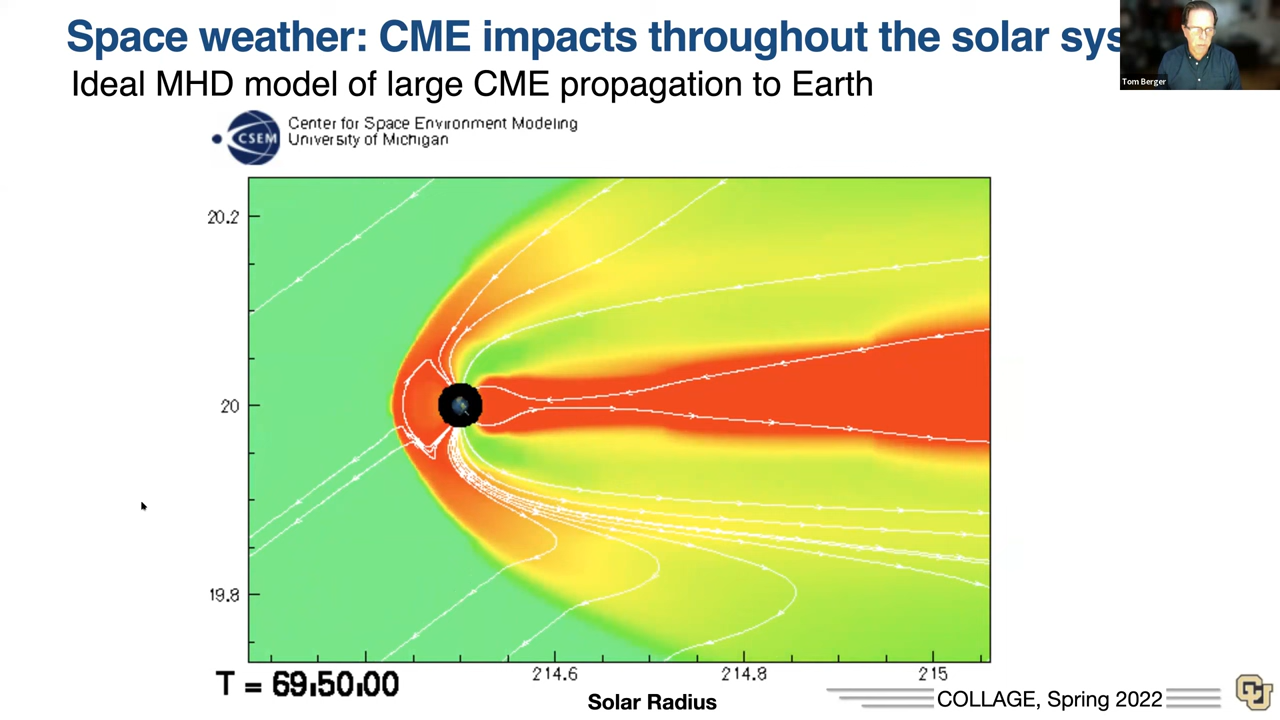 Space weather: CME impacts throughout the solar sys
Tom Berger
Ideal MHD model of large CME propagation to Earth
CSEM
Center for Space Environment Modeling
University of Michigan
20.2
20
19.8
214.6
214.8
215
T = 69:50:00
Solar Radius
COLLAGE, Spring 2022
CU